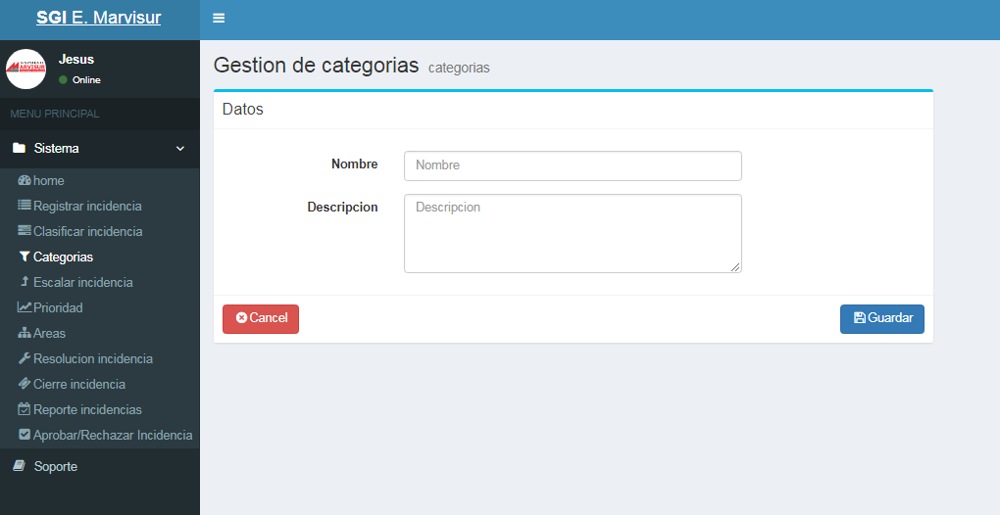 SGI E. Marvisur
MARVISUR
Jesus
Online
MENU PRINCIPAL
Sistema
home
Registrar incidencia
Clasificar incidencia
Categorias
Escalar incidencia
Prioridad
Areas
Resolucion incidencia
Cierre incidencia
Reporte incidencias
Aprobar/Rechazar Incidencia
Soporte
Gestion de categorias categorias
Datos
Nombre Nombre
Descripcion Descripcion
Cancel Guardar